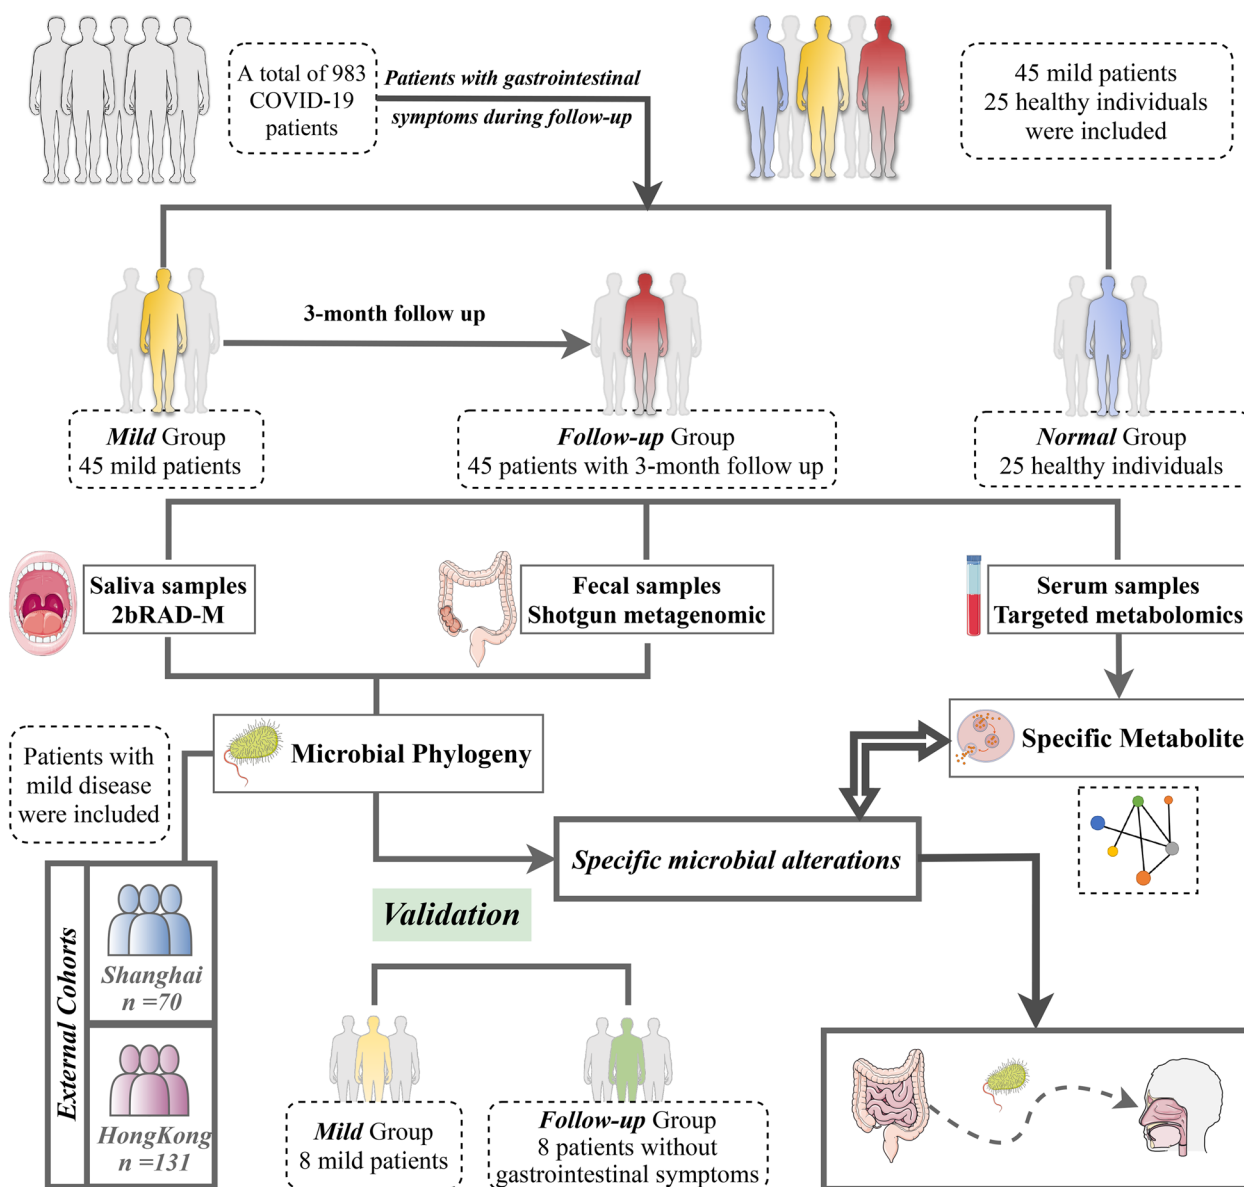 A total of 983
COVID-19
patients
Patients with gastrointestinal
symptoms during follow-up
45 mild patients
25 healthy individuals
were included
3-month follow up
Mild Group
45 mild patients
Follow-up Group
45 patients with 3-month follow up
Normal Group
25 healthy individuals
Saliva samples
2bRAD-M
Fecal samples
Shotgun metagenomic
Serum samples
Targeted metabolomics
Patients with
mild disease
were included
Microbial Phylogeny
Specific Metabolite
Specific microbial alterations
Validation
External Cohorts
Shanghai
n =70
HongKong
n =131
Mild Group
8 mild patients
Follow-up Group
8 patients without
gastrointestinal symptoms